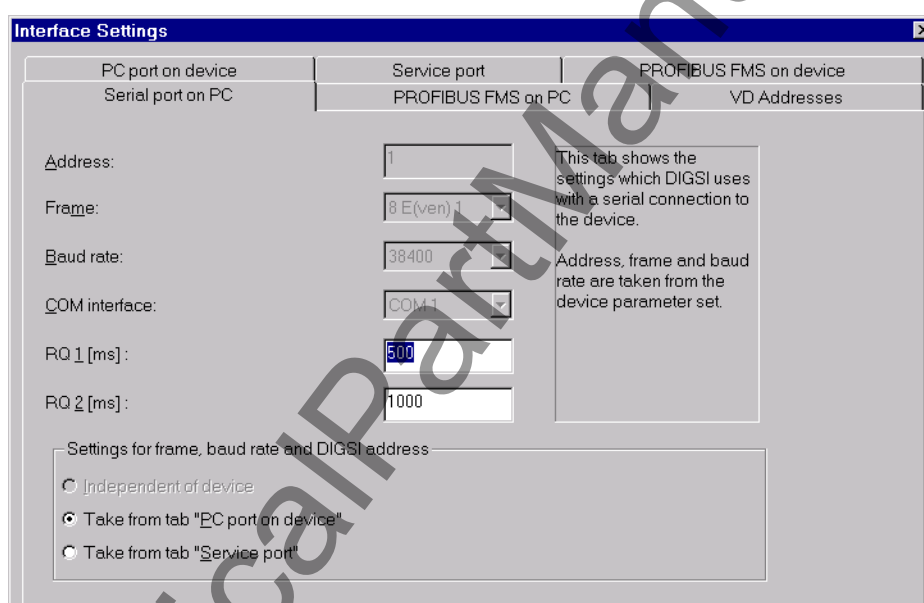 Interface Settings
PC port on device
Service port
PROFIBUS FMS on device
Serial port on PC
PROFIBUS FMS on PC
VD Addresses
Address:
1
Frame:
8 E(ven) 1
Baud rate:
38400
COM interface:
COM 1
RQ 1 [ms] :
500
RQ 2 [ms] :
1000
This tab shows the
settings which DIGSI uses
with a serial connection to
the device.
Address, frame and baud
rate are taken from the
device parameter set.
Settings for frame, baud rate and DIGSI address
Independent of device
Take from tab "PC port on device"
Take from tab "Service port"